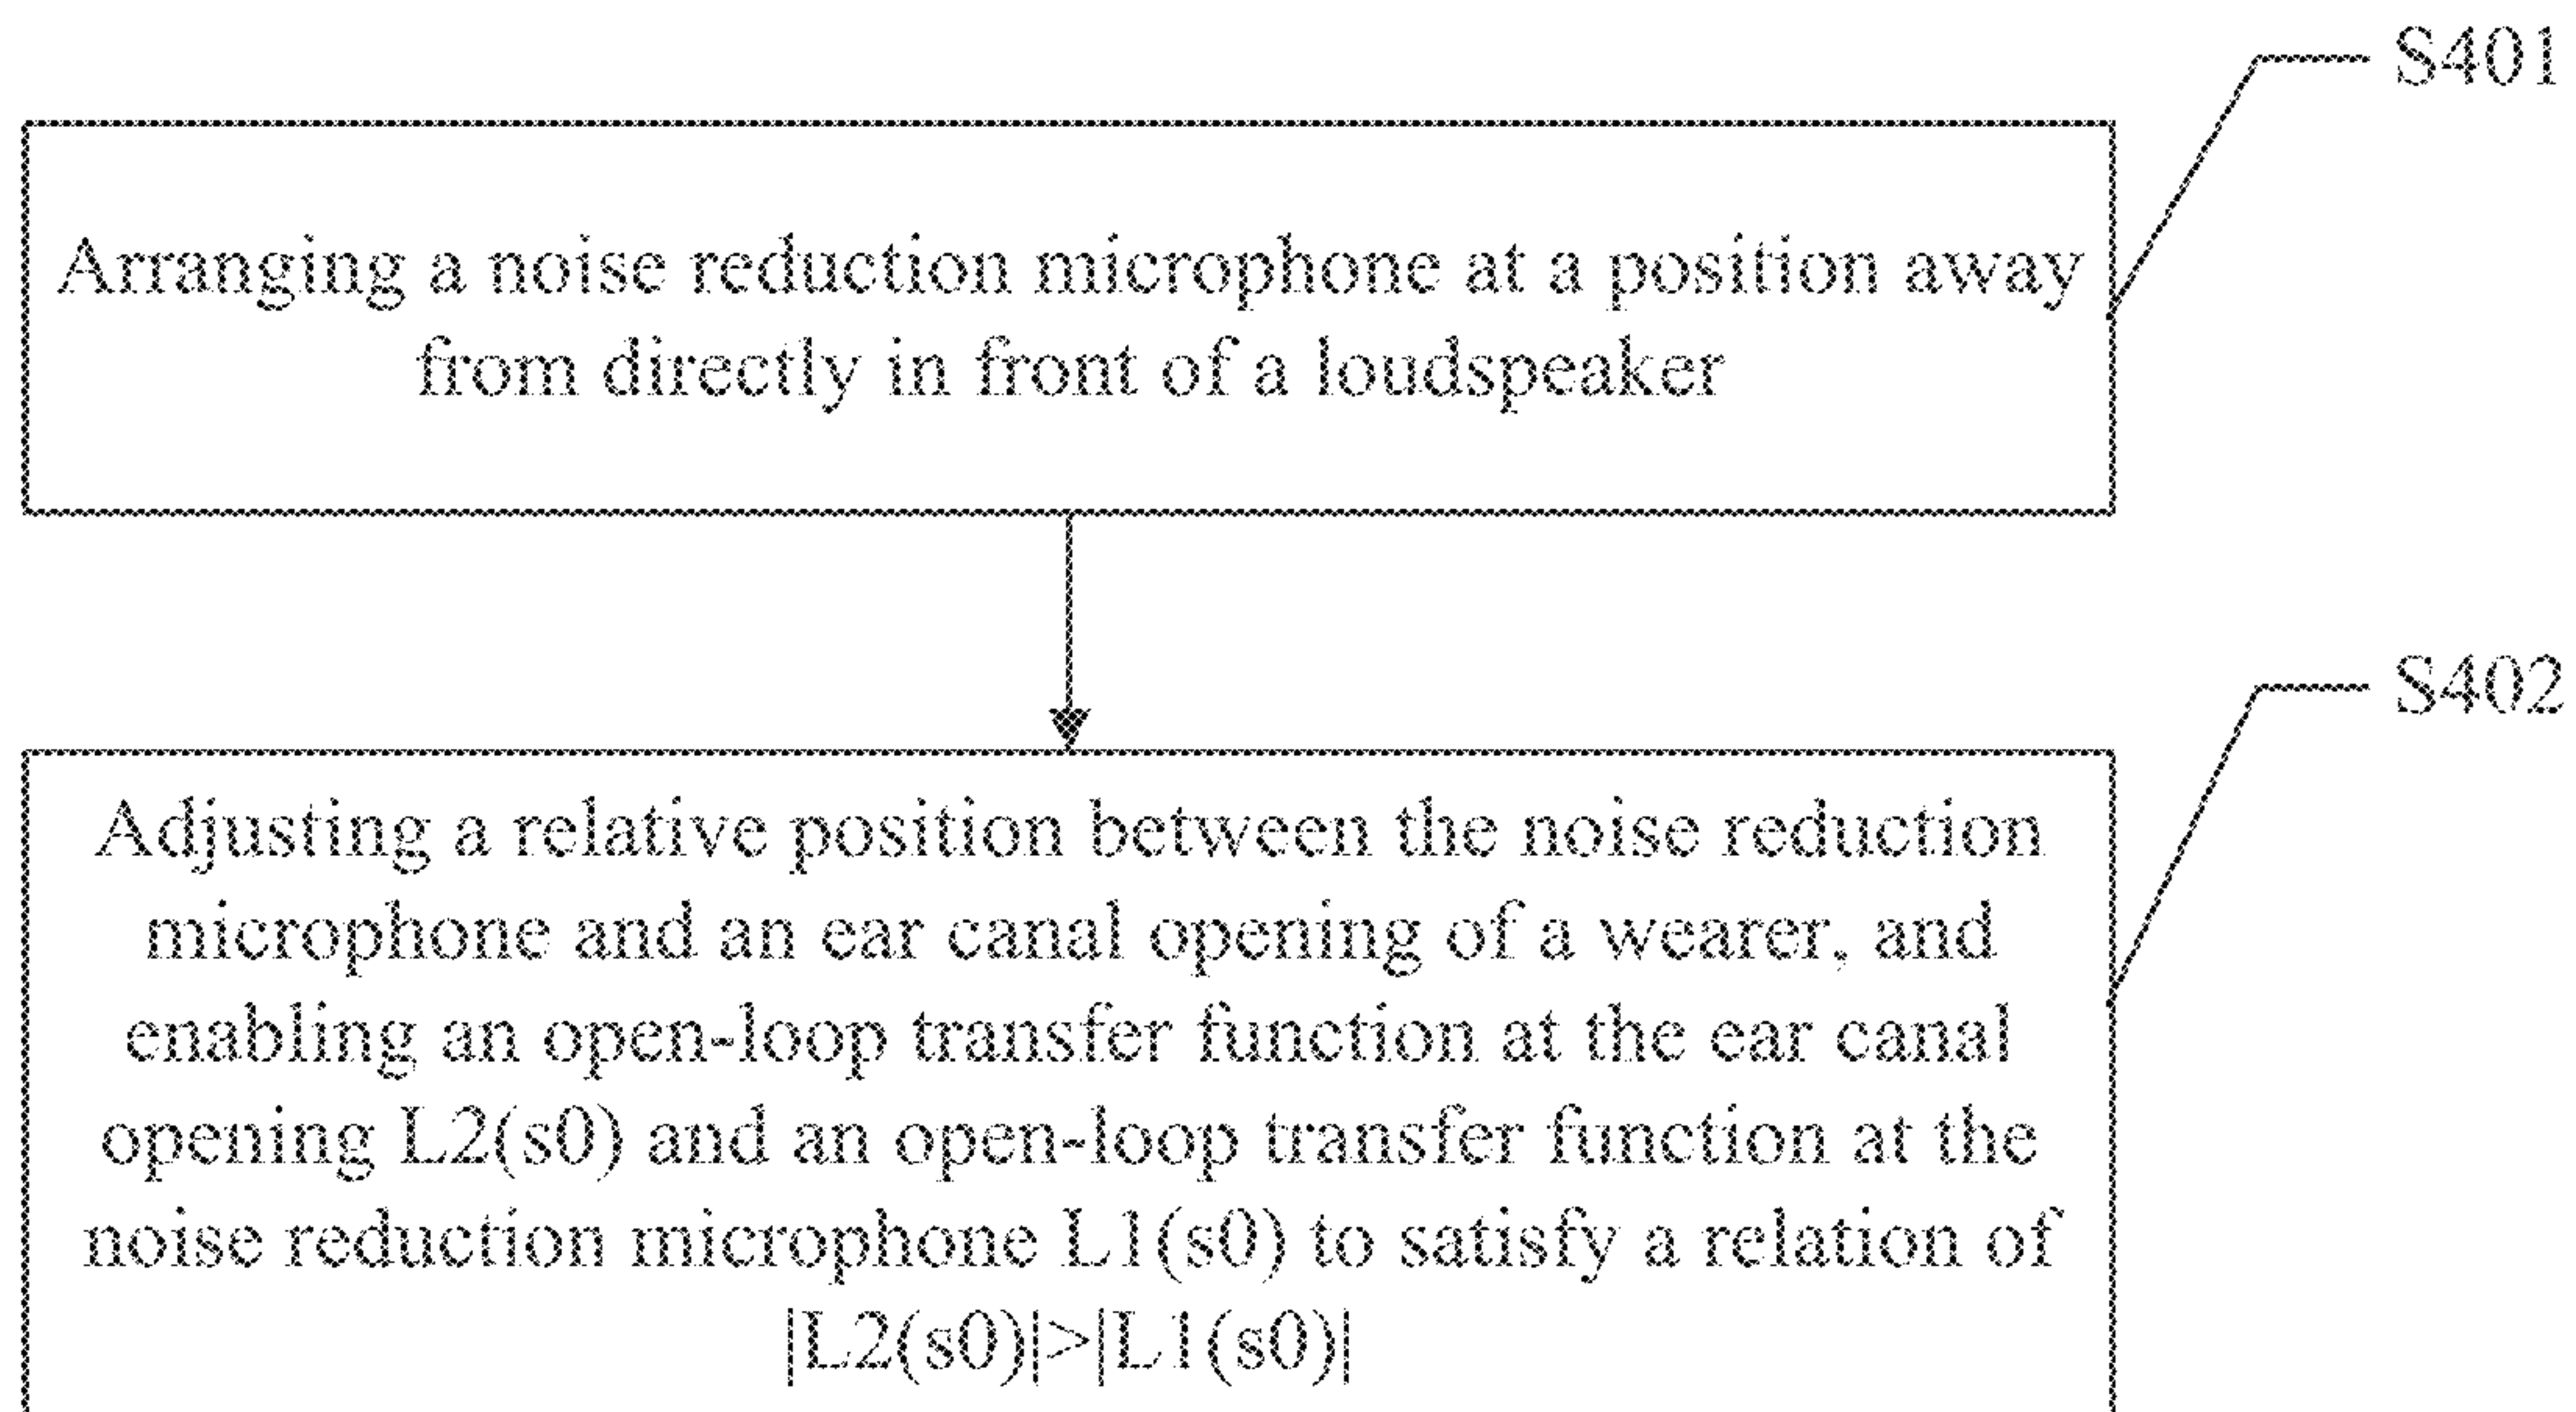 S401
Arranging a noise reduction microphone at a position away
from directly in front of a loudspeaker
S402
Adjusting a relative position between the noise reduction
microphone and an ear canal opening of a wearer, and
enabling an open-loop transfer function at the ear canal
opening L2(s0) and an open-loop transfer function at the
noise reduction microphone L1(s0) to satisfy a relation of
|L2(s0)|>|L1(s0)|